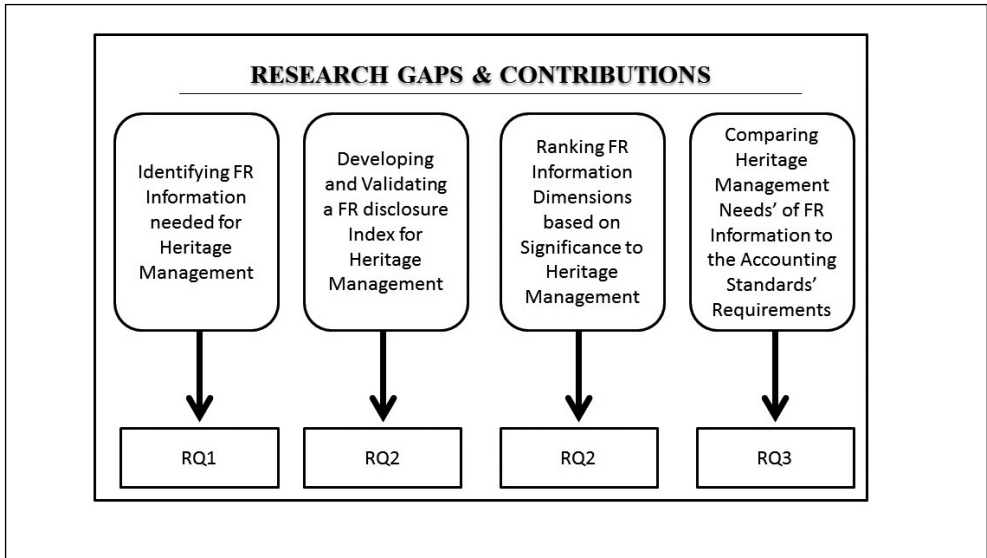 RESEARCH GAPS & CONTRIBUTIONS
Identifying FR
Information
needed for
Heritage
Management
Developing
and Validating
a FR disclosure
Index for
Heritage
Management
Ranking FR
Information
Dimensions
based on
Significance to
Heritage
Management
Comparing
Heritage
Management
Needs’ of FR
Information to
the Accounting
Standards’
Requirements
RQ1
RQ2
RQ2
RQ3